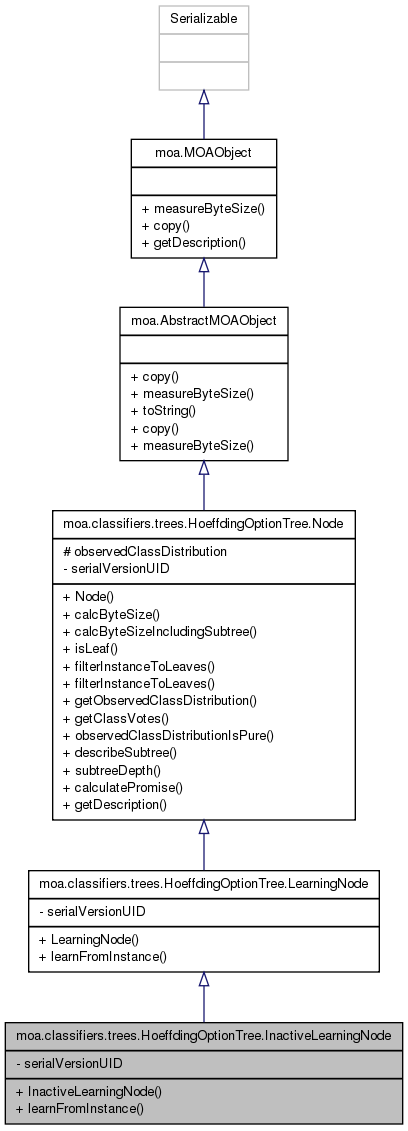 Serializable
moa.MOAObject
+ measureByteSize()
+ copy()
+ getDescription()
moa.AbstractMOAObject
+ copy()
+ measureByteSize()
+ toString()
+ copy()
+ measureByteSize()
moa.classifiers.trees.HoeffdingOptionTree.Node
# observedClassDistribution
- serialVersionUID
+ Node()
+ calcByteSize()
+ calcByteSizeIncludingSubtree()
+ isLeaf()
+ filterInstanceToLeaves()
+ filterInstanceToLeaves()
+ getObservedClassDistribution()
+ getClassVotes()
+ observedClassDistributionIsPure()
+ describeSubtree()
+ subtreeDepth()
+ calculatePromise()
+ getDescription()
moa.classifiers.trees.HoeffdingOptionTree.LearningNode
- serialVersionUID
+ LearningNode()
+ learnFromInstance()
moa.classifiers.trees.HoeffdingOptionTree.InactiveLearningNode
- serialVersionUID
+ InactiveLearningNode()
+ learnFromInstance()